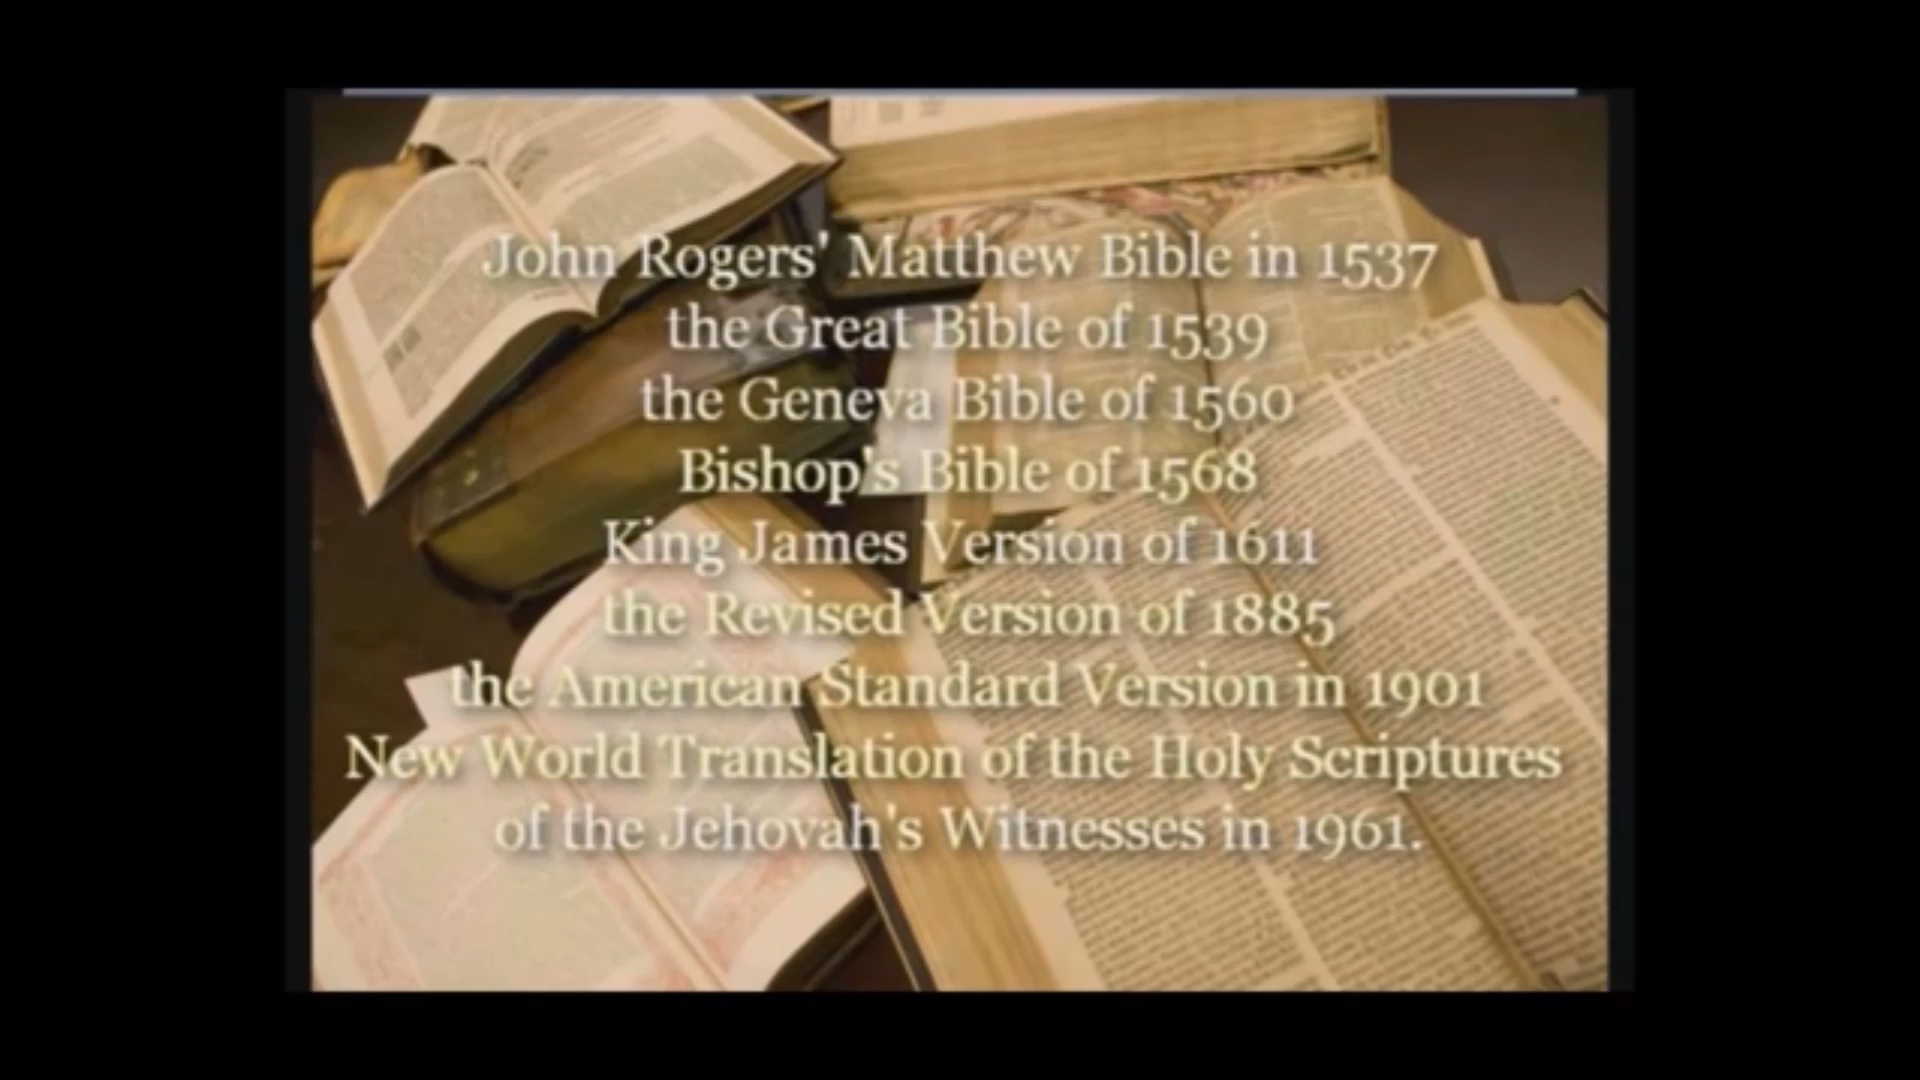 John Rogers' Matthew Bible in 1537
the Great Bible of 1539
the Geneva Bible of 1560
Bishop's Bible of 1568
King James Version of 1611
the Revised Version of 1885
the American Standard Version in 1901
New World Translation of the Holy Scriptures
of the Jehovah's Witnesses in 1961.